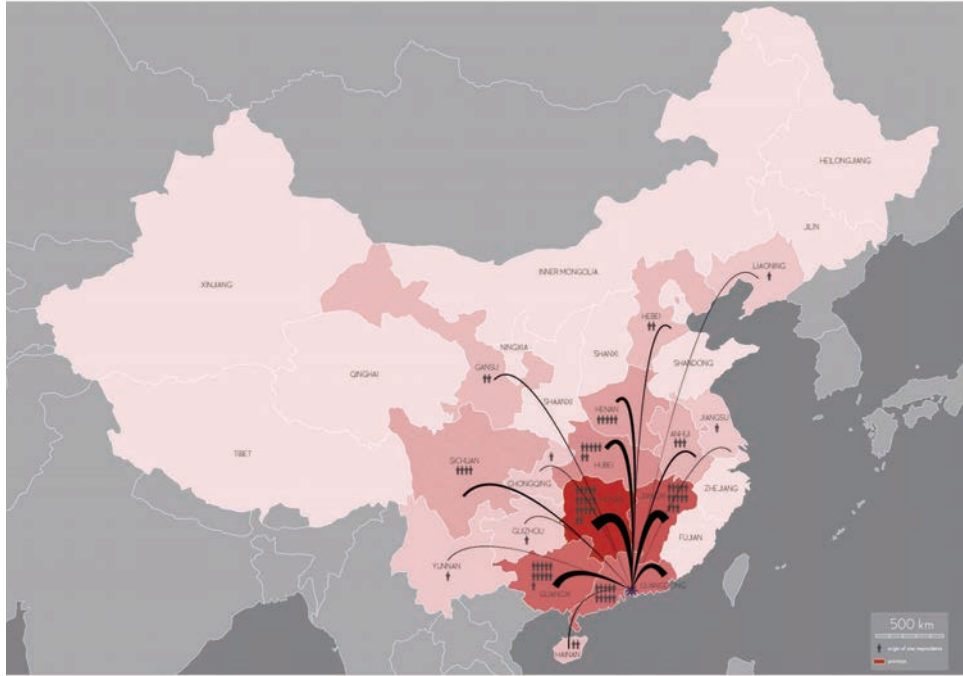 HEILONGJIANG
JILIN
LIAONING
INNER MONGOLIA
XINJIANG
HEBEI
NINGXIA
SHANXI
SHANDONG
GANSU
QINGHAI
SHAANXI
HENAN
JIANGSU
ANHUI
TIBET
SICHUAN
HUBEI
CHONGQING
ZHEJIANG
GUIZHOU
FUJIAN
YUNNAN
GUANGXI
GUANGDONG
HAINAN
500 km
origin of one respondent
province